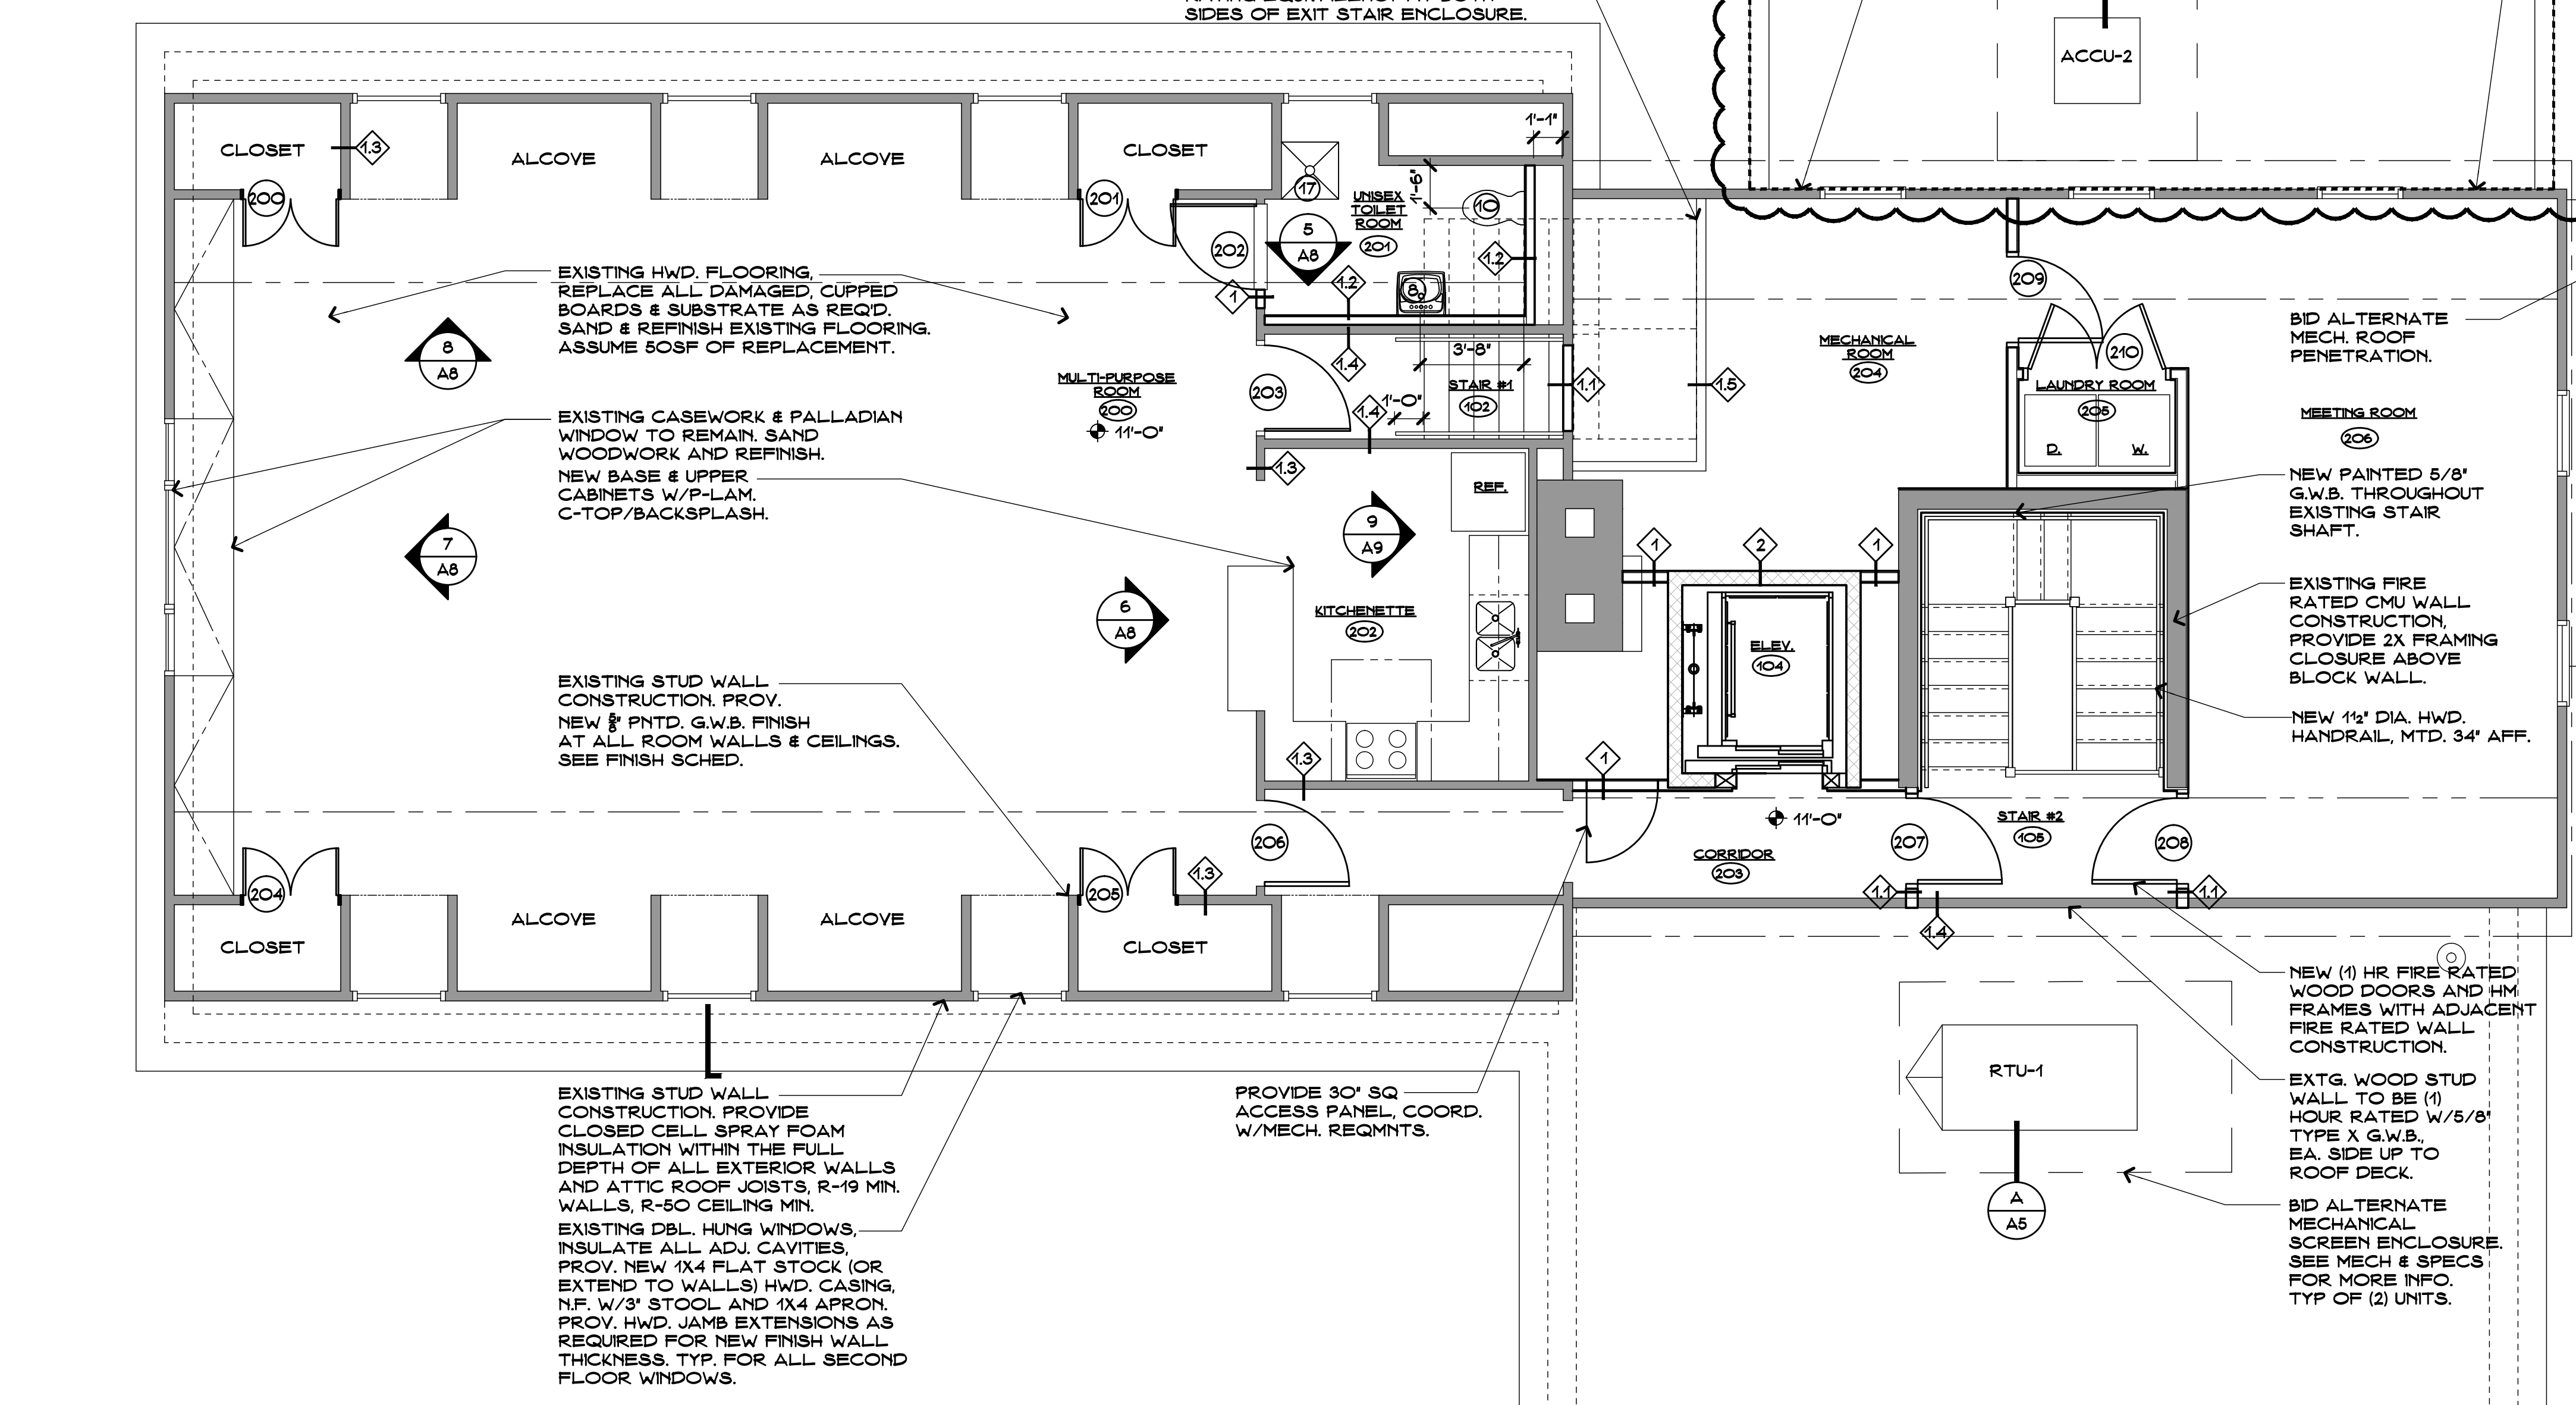 SIDES OF EXIT STAIR ENCLOSURE.
ACCU-2
CLOSET
1.3
ALCOVE
ALCOVE
CLOSET
1'-1"
200
201
17
UNISEX
TOILET
ROOM
201
1'-6"
10
202
5
A8
1.2
1
1.2
8
209
EXISTING HWD. FLOORING,
REPLACE ALL DAMAGED, CUPPED
BOARDS & SUBSTRATE AS REQ'D.
SAND & REFINISH EXISTING FLOORING.
ASSUME 50SF OF REPLACEMENT.
8
A8
MULTI-PURPOSE
ROOM
200
11'-0"
203
1.4
3'-8"
STAIR #1
102
1'-0"
1.4
1.1
1.5
MECHANICAL
ROOM
204
210
LAUNDRY ROOM
205
D.
W.
MEETING ROOM
206
BID ALTERNATE
MECH. ROOF
PENETRATION.
EXISTING CASEWORK & PALLADIAN
WINDOW TO REMAIN. SAND
WOODWORK AND REFINISH.
NEW BASE & UPPER
CABINETS W/P-LAM.
C-TOP/BACKSPLASH.
1.3
REF.
NEW PAINTED 5/8"
G.W.B. THROUGHOUT
EXISTING STAIR
SHAFT.
7
A8
9
A9
1
2
1
6
A8
KITCHENETTE
202
ELEV.
104
EXISTING FIRE
RATED CMU WALL
CONSTRUCTION,
PROVIDE 2X FRAMING
CLOSURE ABOVE
BLOCK WALL.
EXISTING STUD WALL
CONSTRUCTION. PROV.
NEW 5/8" PNTD. G.W.B. FINISH
AT ALL ROOM WALLS & CEILINGS.
SEE FINISH SCHED.
NEW 1 1/2" DIA. HWD.
HANDRAIL, MTD. 34" AFF.
1.3
1
11'-0"
206
CORRIDOR
203
207
STAIR #2
105
208
204
205
1.3
1.1
1.1
1.4
CLOSET
ALCOVE
ALCOVE
CLOSET
NEW (1) HR FIRE RATED
WOOD DOORS AND HM
FRAMES WITH ADJACENT
FIRE RATED WALL
CONSTRUCTION.
RTU-1
EXTG. WOOD STUD
WALL TO BE (1)
HOUR RATED W/5/8"
TYPE X G.W.B.,
EA. SIDE UP TO
ROOF DECK.
EXISTING STUD WALL
CONSTRUCTION. PROVIDE
CLOSED CELL SPRAY FOAM
INSULATION WITHIN THE FULL
DEPTH OF ALL EXTERIOR WALLS
AND ATTIC ROOF JOISTS, R-19 MIN.
WALLS, R-50 CEILING MIN.
PROVIDE 30" SQ
ACCESS PANEL, COORD.
W/MECH. REQMNTS.
A
A5
BID ALTERNATE
MECHANICAL
SCREEN ENCLOSURE.
SEE MECH & SPECS
FOR MORE INFO.
TYP OF (2) UNITS.
EXISTING DBL. HUNG WINDOWS,
INSULATE ALL ADJ. CAVITIES,
PROV. NEW 1X4 FLAT STOCK (OR
EXTEND TO WALLS) HWD. CASING,
N.F. W/3" STOOL AND 1X4 APRON.
PROV. HWD. JAMB EXTENSIONS AS
REQUIRED FOR NEW FINISH WALL
THICKNESS. TYP. FOR ALL SECOND
FLOOR WINDOWS.